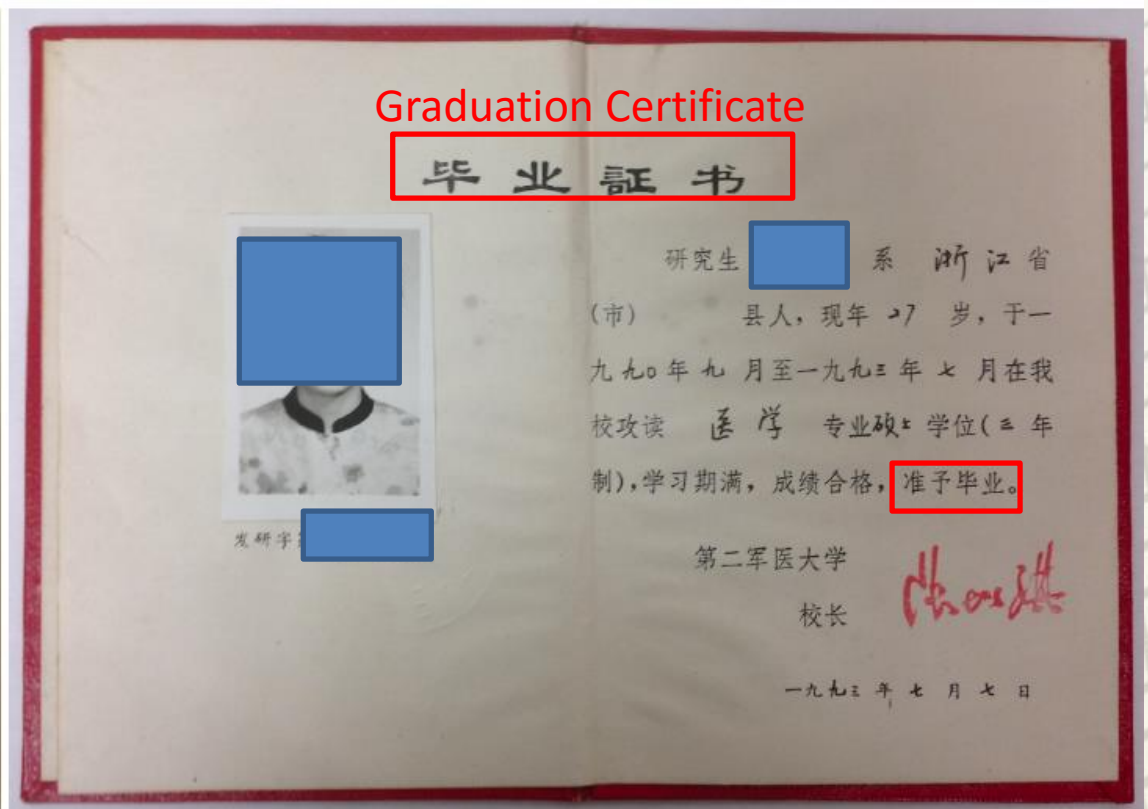 Graduation Certificate
毕业証书
研究生 系 浙江省
(市) 县人，现年 27 岁，于一
九九0年九月至一九九三年七月在我
校攻读 医学 专业硕士学位(三年
制)，学习期满，成绩合格，准予毕业。
发研字
第二军医大学
校长
一九九三年七月七日